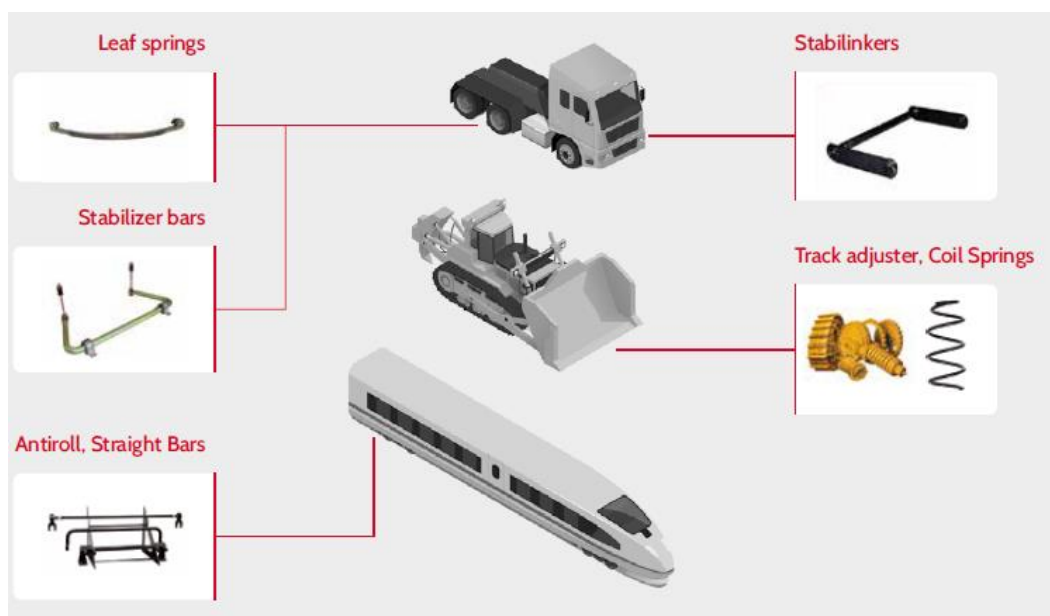 Leaf springs
Stabilinkers
Stabilizer bars
Track adjuster, Coil Springs
Antiroll, Straight Bars